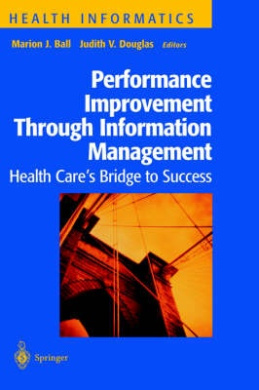 HEALTH INFORMATICS
Marion J. Ball Judith V. Douglas Editors
Performance
Improvement
Through Information
Management
Health Care's Bridge to Success
Springer